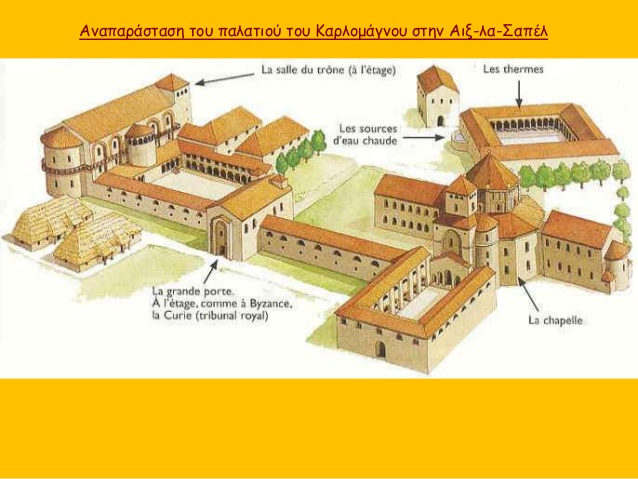 Αναπαράσταση του παλατιού του Καρλομάγνου στην Αιξ-λα-Σαπέλ
La salle du trône (à l'étage)
Les thermes
Les sources
d'eau chaude
La grande porte.
À l'étage, comme à Byzance,
la Curie (tribunal royal)
La chapelle